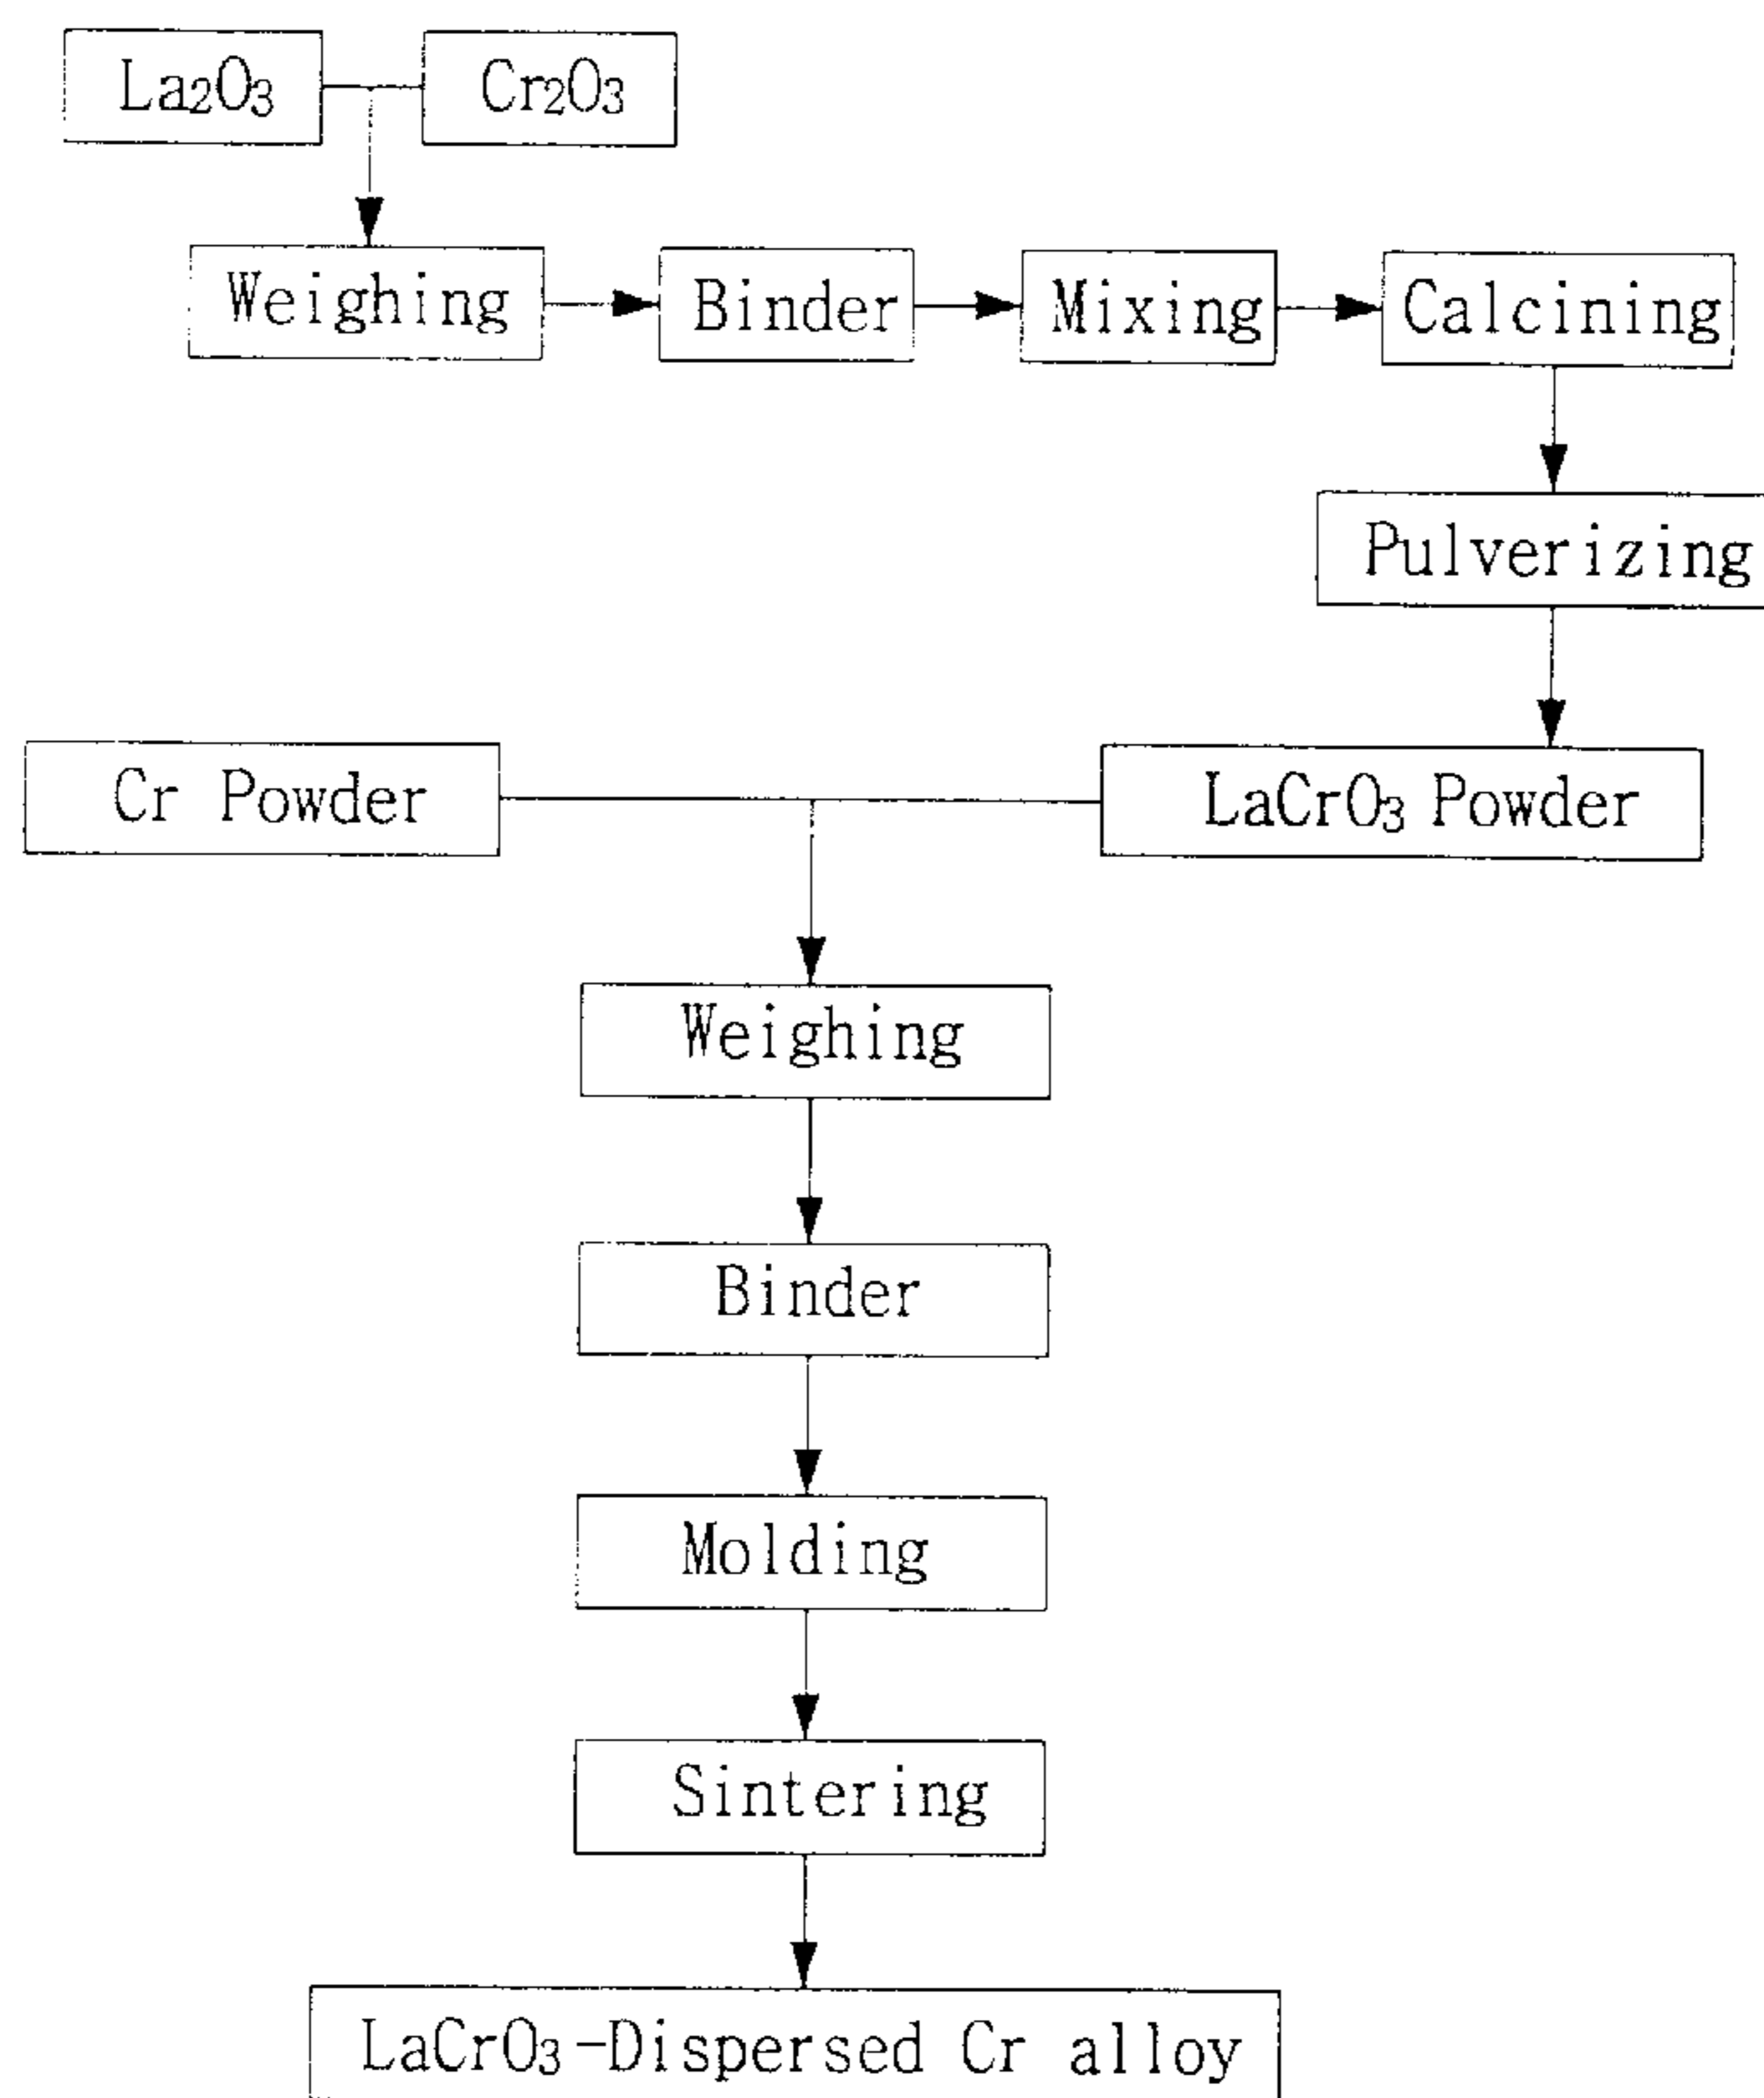 La₂O₃
Cr₂O₃
Weighing
Binder
Mixing
Calcining
Pulverizing
Cr Powder
LaCrO₃ Powder
Weighing
Binder
Molding
Sintering
LaCrO₃-Dispersed Cr alloy